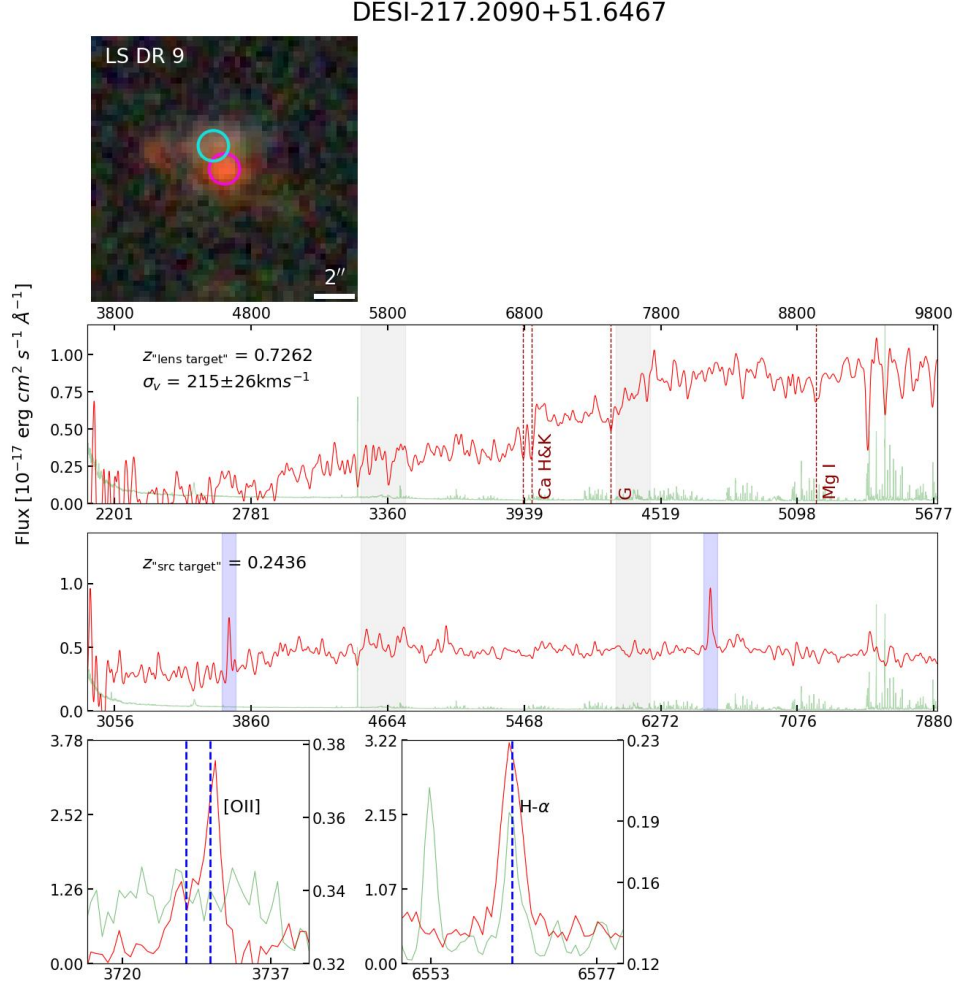 DESI-217.2090+51.6467
LS DR 9
2″
3800 4800 5800 6800 7800 8800 9800
Flux [10⁻¹⁷ erg cm² s⁻¹ Å⁻¹]
1.00
0.75
0.50
0.25
0.00
z"lens target" = 0.7262
σᵥ = 215±26kms⁻¹
Ca H&K
G
Mg I
2201 2781 3360 3939 4519 5098 5677
1.0
0.5
0.0
z"src target" = 0.2436
3056 3860 4664 5468 6272 7076 7880
3.78
2.52
1.26
0.00
[OII]
0.38
0.36
0.34
0.32
3720 3737
3.22
2.15
1.07
0.00
H-α
0.23
0.19
0.16
0.12
6553 6577